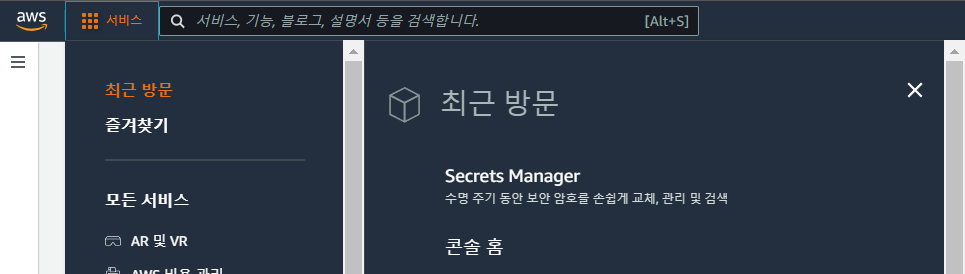 aws
서비스
서비스, 기능, 블로그, 설명서 등을 검색합니다.
[Alt+S]
최근 방문
즐겨찾기
모든 서비스
AR 및 VR
AWS 비용 관리
최근 방문
Secrets Manager
수명 주기 동안 보안 암호를 손쉽게 교체, 관리 및 검색
콘솔 홈